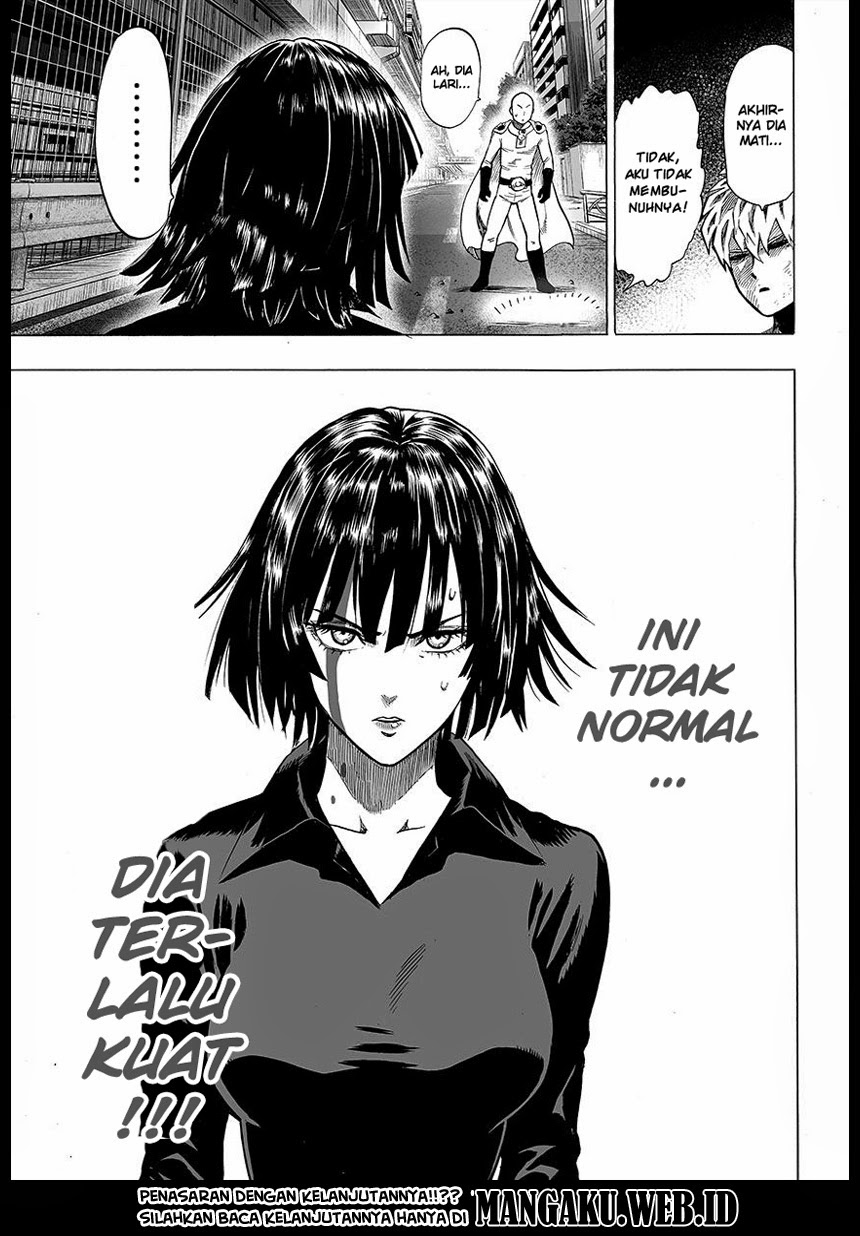 AKHIR-
NYA DIA
MATI...
TIDAK,
AKU TIDAK
MEMBU-
NUHNYA!
AH, DIA
LARI...
........
INI
TIDAK
NORMAL
...
DIA
TER-
LALU
KUAT
!!!
PENASARAN DENGAN KELANJUTANNYA!!??
SILAHKAN BACA KELANJUTANNYA HANYA DI MANGAKU.WEB.ID